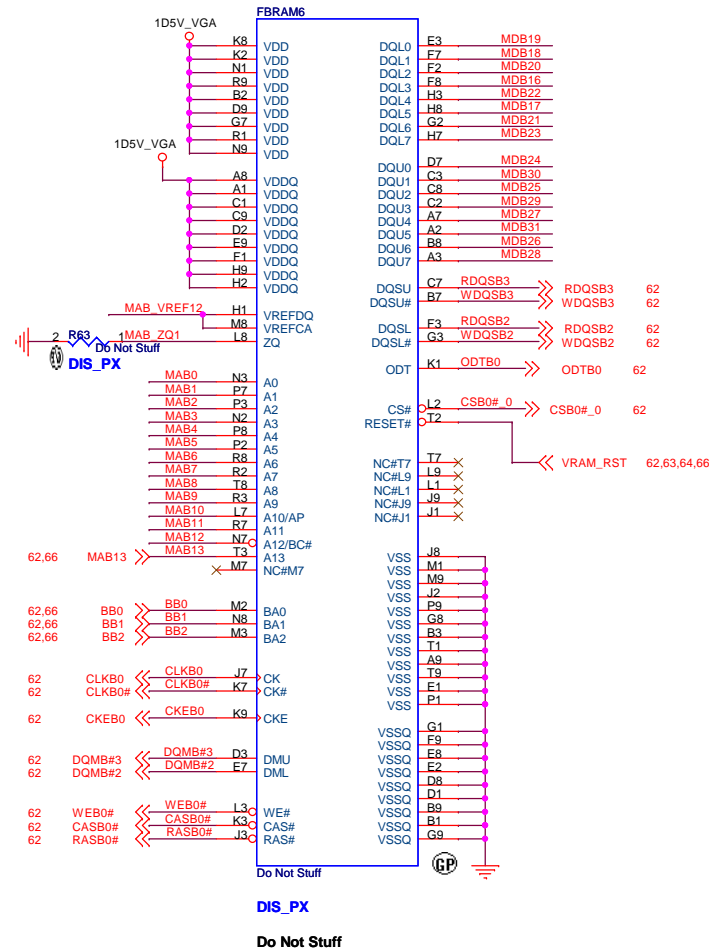 FBRAM6
1D5V_VGA
K8 VDD DQL0 E3 MDB19
K2 VDD DQL1 F7 MDB18
N1 VDD DQL2 F2 MDB20
R9 VDD DQL3 F8 MDB16
B2 VDD DQL4 H3 MDB22
D9 VDD DQL5 H8 MDB17
G7 VDD DQL6 G2 MDB21
R1 VDD DQL7 H7 MDB23
N9 VDD
1D5V_VGA
A8 VDDQ DQU0 D7 MDB24
A1 VDDQ DQU1 C3 MDB30
C1 VDDQ DQU2 C8 MDB25
C9 VDDQ DQU3 C2 MDB29
D2 VDDQ DQU4 A7 MDB27
E9 VDDQ DQU5 A2 MDB31
F1 VDDQ DQU6 B8 MDB26
H9 VDDQ DQU7 A3 MDB28
H2 VDDQ
DQSU C7 RDQSB3 RDQSB3 62
DQSU# B7 WDQSB3 WDQSB3 62
MAB_VREF12 H1 VREFDQ
M8 VREFCA
DQSL F3 RDQSB2 RDQSB2 62
DQSL# G3 WDQSB2 WDQSB2 62
2 R63 1 MAB_ZQ1 L8 ZQ
Do Not Stuff
DIS_PX
ODT K1 ODTB0 ODTB0 62
MAB0 N3 A0
MAB1 P7 A1
MAB2 P3 A2
MAB3 N2 A3
MAB4 P8 A4
MAB5 P2 A5
MAB6 R8 A6
MAB7 R2 A7
MAB8 T8 A8
MAB9 R3 A9
MAB10 L7 A10/AP
MAB11 R7 A11
MAB12 N7 A12/BC#
62,66 MAB13 MAB13 T3 A13
M7 NC#M7
CS# L2 CSB0#_0 CSB0#_0 62
RESET# T2 VRAM_RST 62,63,64,66
NC#T7 T7
NC#L9 L9
NC#L1 L1
NC#J9 J9
NC#J1 J1
62,66 BB0 BB0 M2 BA0
62,66 BB1 BB1 N8 BA1
62,66 BB2 BB2 M3 BA2
62 CLKB0 CLKB0 J7 CK
62 CLKB0# CLKB0# K7 CK#
62 CKEB0 CKEB0 K9 CKE
62 DQMB#3 DQMB#3 D3 DMU
62 DQMB#2 DQMB#2 E7 DML
62 WEB0# WEB0# L3 WE#
62 CASB0# CASB0# K3 CAS#
62 RASB0# RASB0# J3 RAS#
VSS J8
VSS M1
VSS M9
VSS J2
VSS P9
VSS G8
VSS B3
VSS T1
VSS A9
VSS T9
VSS E1
VSS P1
VSSQ G1
VSSQ F9
VSSQ E8
VSSQ E2
VSSQ D8
VSSQ D1
VSSQ B9
VSSQ B1
VSSQ G9
GP
Do Not Stuff
DIS_PX
Do Not Stuff